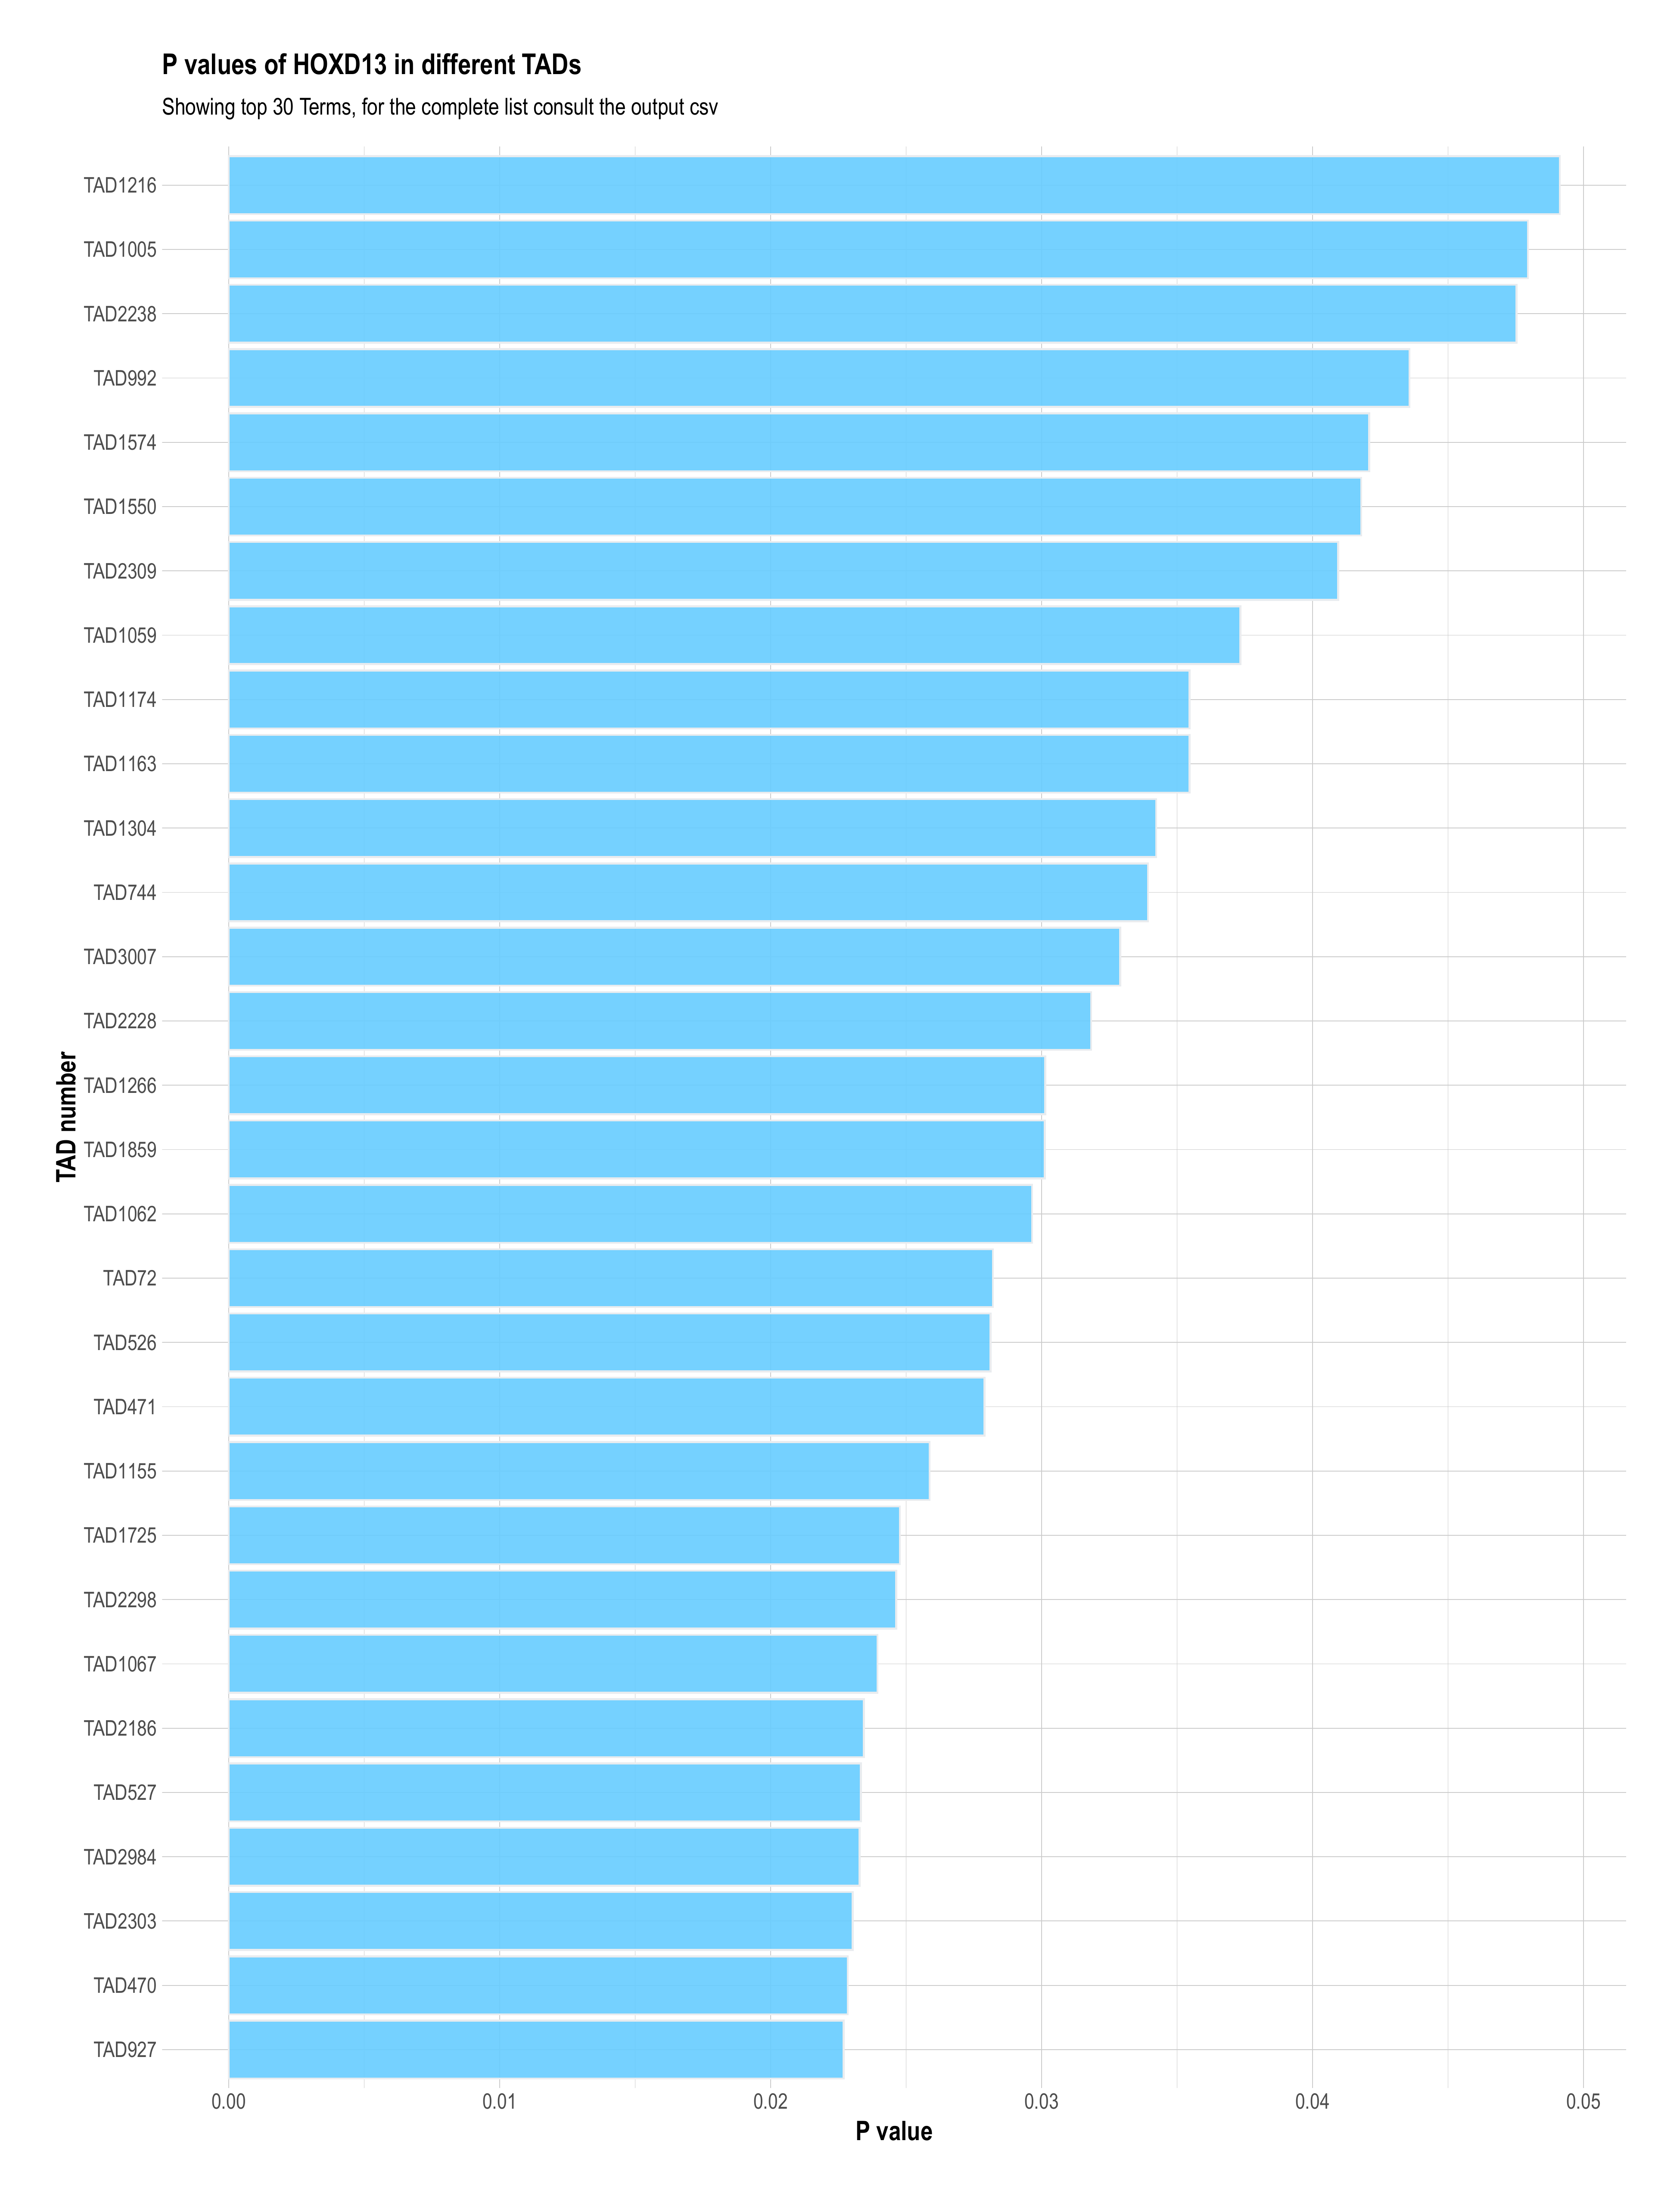 P values of HOXD13 in different TADs
Showing top 30 Terms, for the complete list consult the output csv
TAD1216
TAD1005
TAD2238
TAD992
TAD1574
TAD1550
TAD2309
TAD1059
TAD1174
TAD1163
TAD1304
TAD744
TAD3007
TAD2228
TAD1266
TAD1859
TAD1062
TAD72
TAD526
TAD471
TAD1155
TAD1725
TAD2298
TAD1067
TAD2186
TAD527
TAD2984
TAD2303
TAD470
TAD927
TAD number
0.00 0.01 0.02 0.03 0.04 0.05
P value